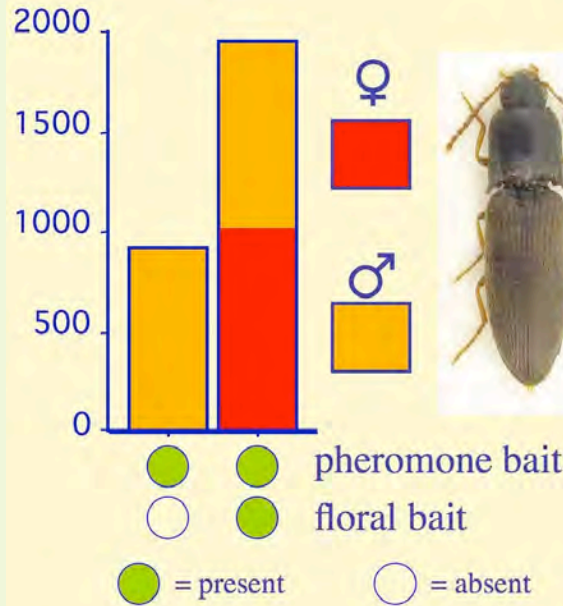 2000
1500
1000
500
0
♀
♂
pheromone bait
floral bait
= present
= absent